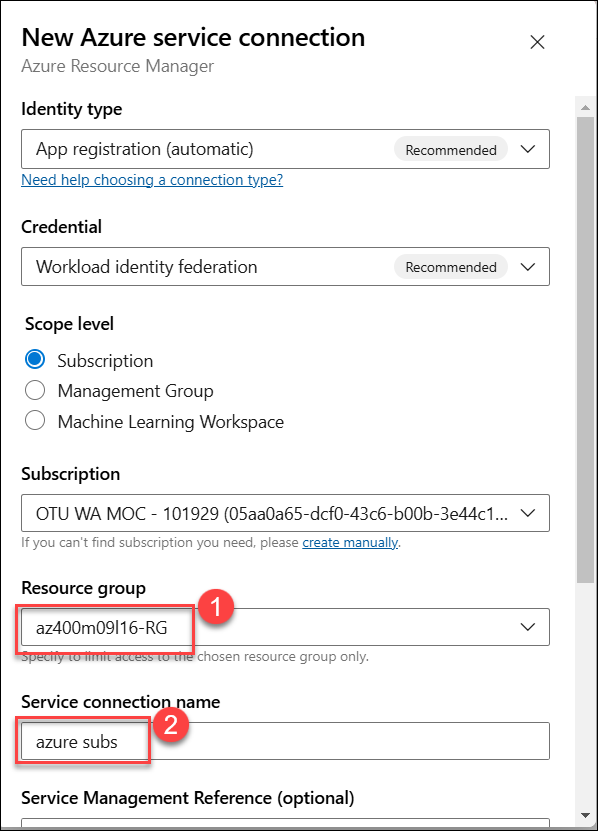 New Azure service connection
Azure Resource Manager
Identity type
App registration (automatic) Recommended
Need help choosing a connection type?
Credential
Workload identity federation Recommended
Scope level
Subscription
Management Group
Machine Learning Workspace
Subscription
OTU WA MOC - 101929 (05aa0a65-dcf0-43c6-b00b-3e44c1...
If you can't find subscription you need, please create manually.
Resource group
1
az400m09l16-RG
Specify to limit access to the chosen resource group only.
Service connection name
2
azure subs
Service Management Reference (optional)